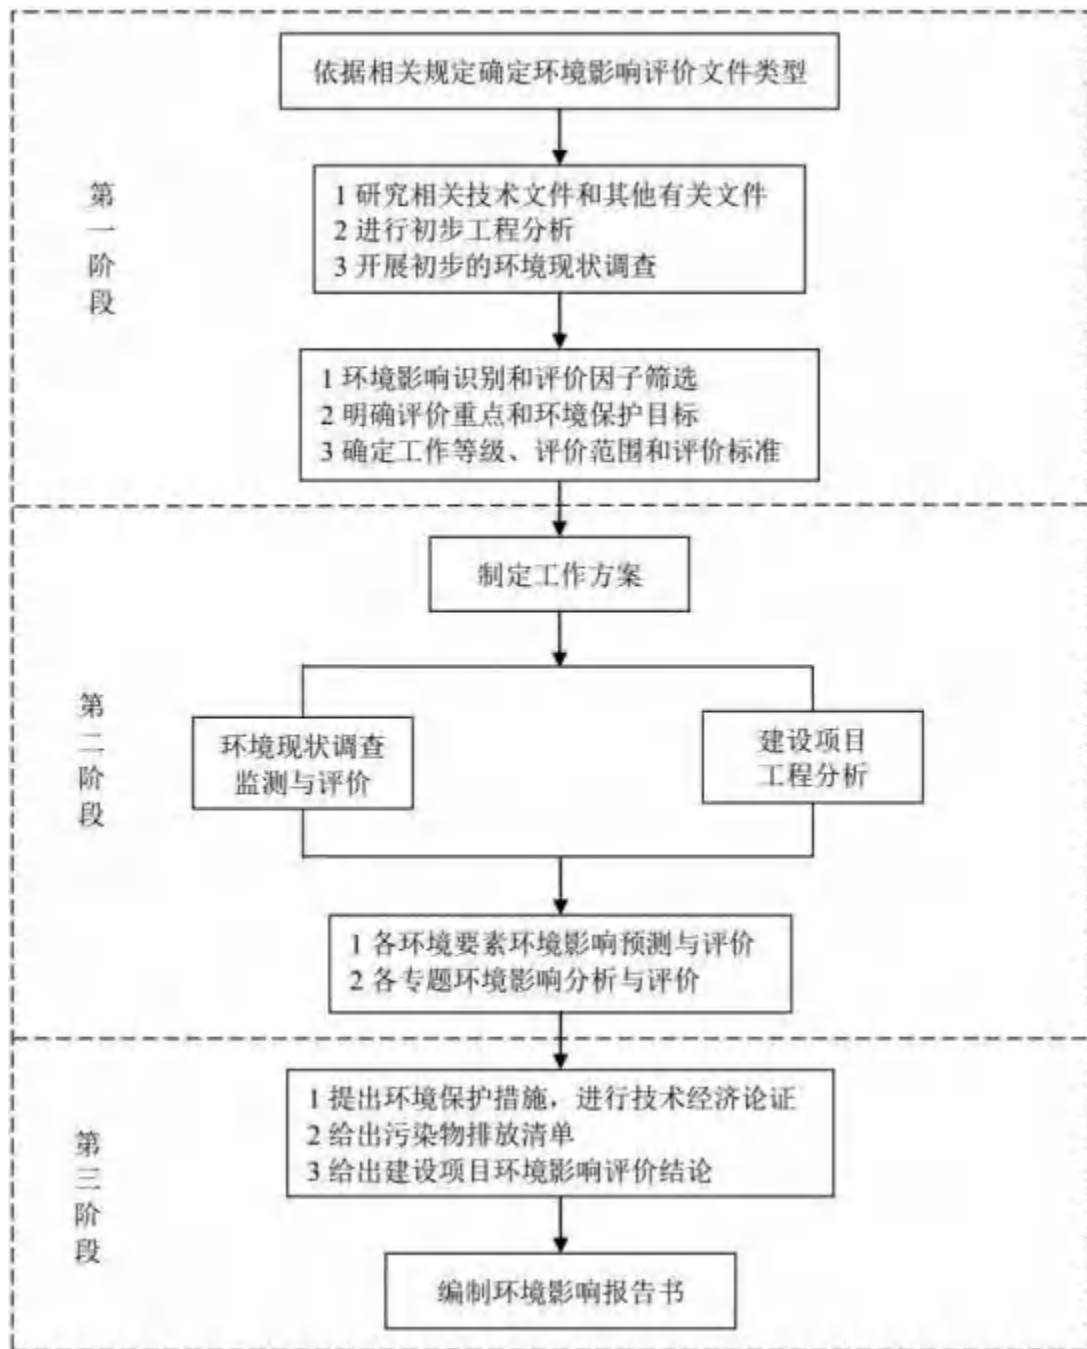 依据相关规定确定环境影响评价文件类型
第一阶段
1 研究相关技术文件和其他有关文件
2 进行初步工程分析
3 开展初步的环境现状调查
1 环境影响识别和评价因子筛选
2 明确评价重点和环境保护目标
3 确定工作等级、评价范围和评价标准
制定工作方案
第二阶段
环境现状调查
监测与评价
建设项目
工程分析
1 各环境要素环境影响预测与评价
2 各专题环境影响分析与评价
第三阶段
1 提出环境保护措施，进行技术经济论证
2 给出污染物排放清单
3 给出建设项目环境影响评价结论
编制环境影响报告书